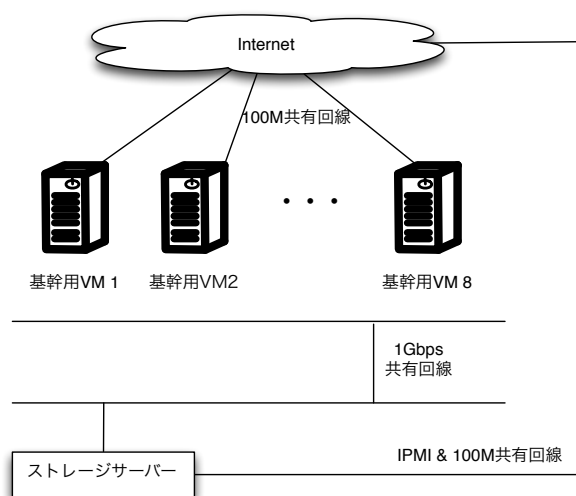 Internet
100M共有回線
・・・
基幹用VM 1
基幹用VM2
基幹用VM 8
1Gbps
共有回線
IPMI & 100M共有回線
ストレージサーバー